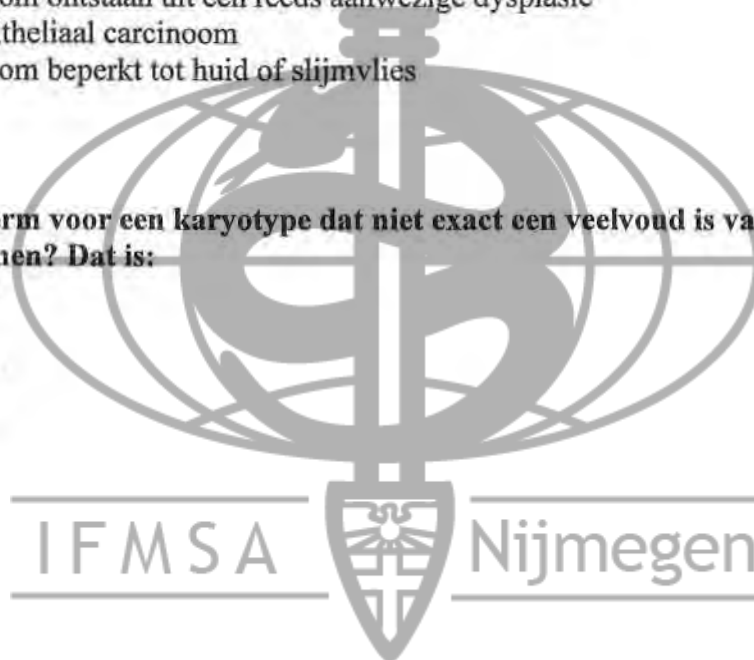 om ontstaan uit een reeds aanwezige dysplasie
theliaal carcinoom
om beperkt tot huid of slijmvlies
rm voor een karyotype dat niet exact een veelvoud is va
nen? Dat is:
IFMSA Nijmegen